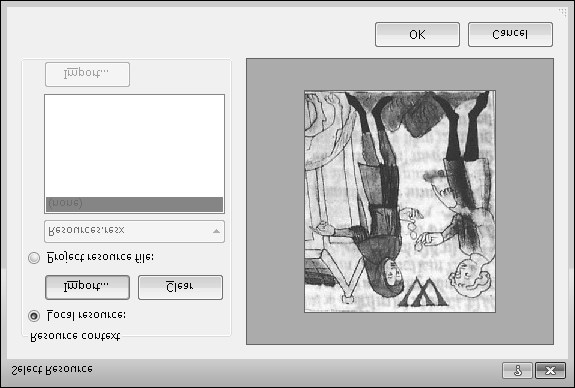 Select Resource
Resource context
Local resource:
Import... Clear
Project resource file:
Resources.resx
(none)
Import...
OK Cancel